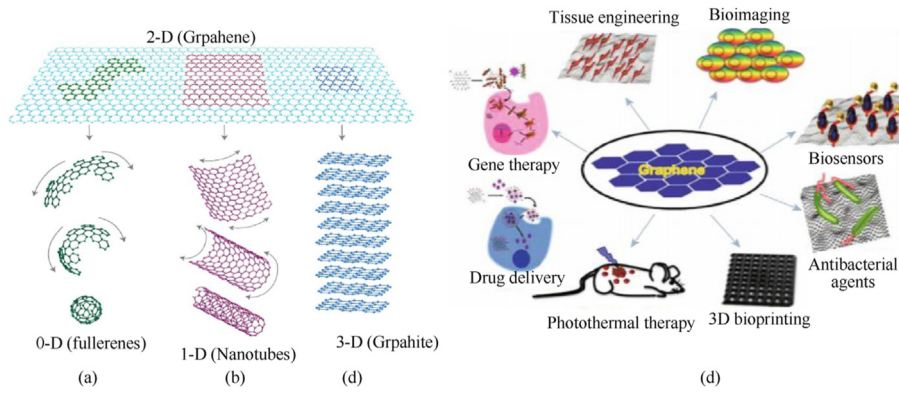 2-D (Grpahene)
0-D (fullerenes)
1-D (Nanotubes)
3-D (Grpahite)
(a)
(b)
(d)
Tissue engineering
Bioimaging
Gene therapy
Graphene
Biosensors
Drug delivery
Antibacterial
agents
Photothermal therapy
3D bioprinting
(d)